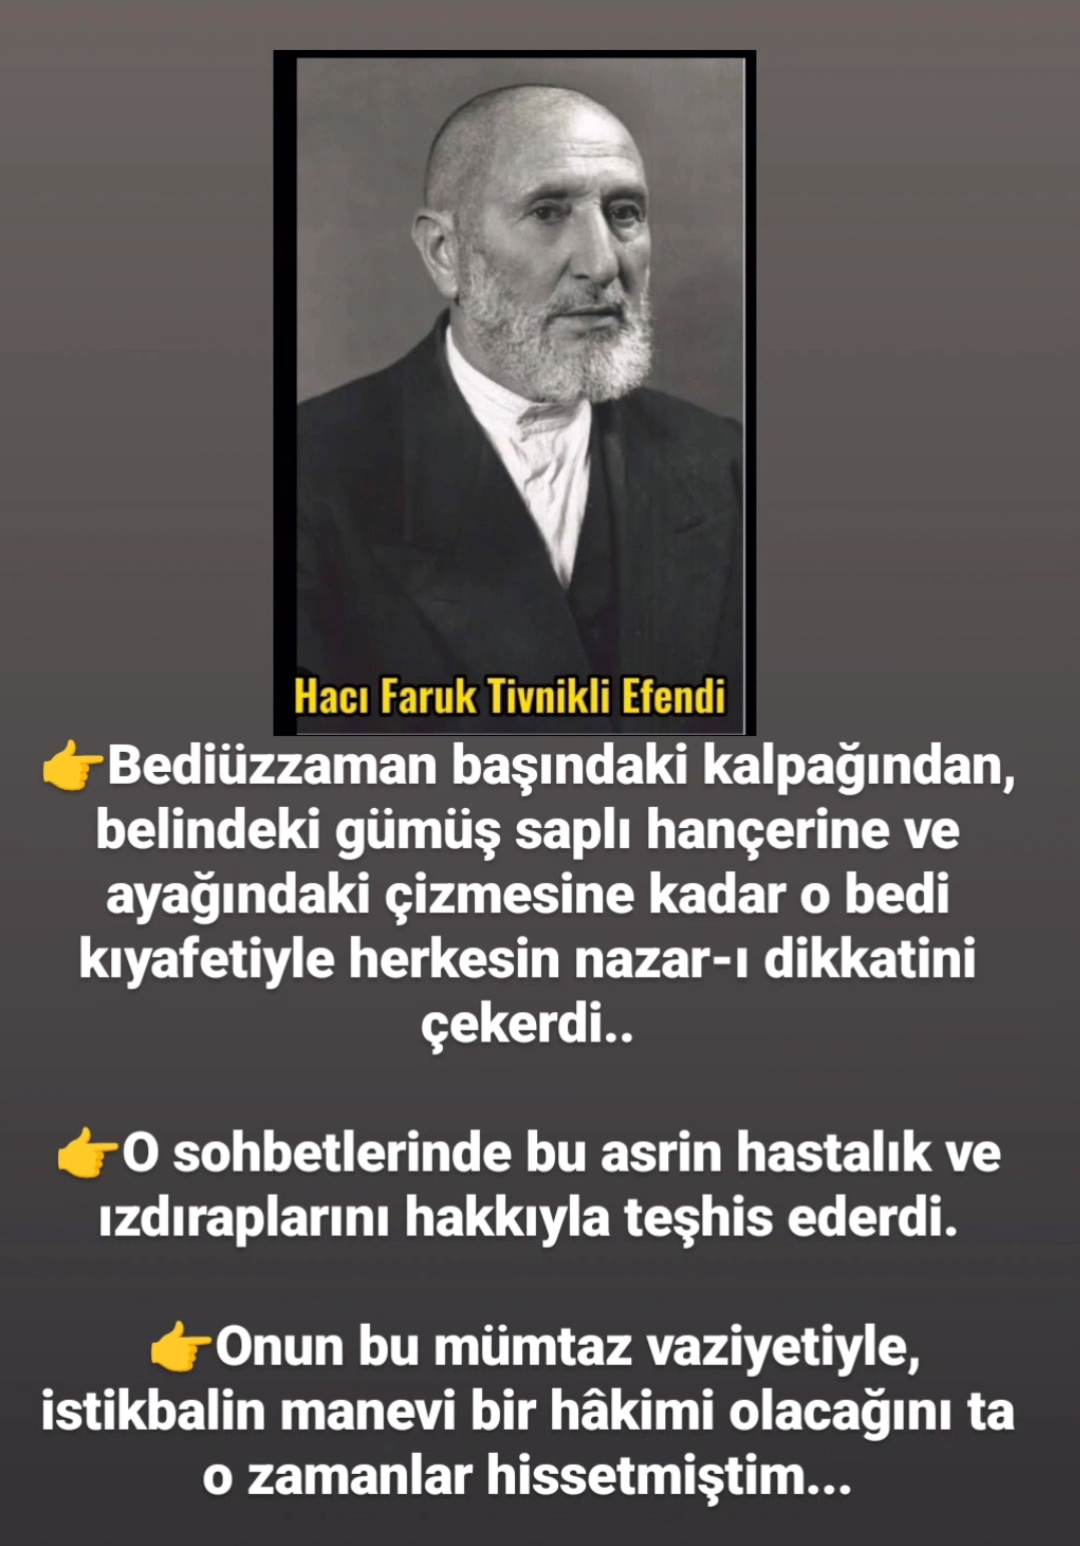 Hacı Faruk Tivnikli Efendi
👉Bediüzzaman başındaki kalpağından,
belindeki gümüş saplı hançerine ve
ayağındaki çizmesine kadar o bedi
kıyafetiyle herkesin nazar-ı dikkatini
çekerdi..
👉O sohbetlerinde bu asrin hastalık ve
ızdıraplarını hakkıyla teşhis ederdi.
👉Onun bu mümtaz vaziyetiyle,
istikbalin manevi bir hâkimi olacağını ta
o zamanlar hissetmiştim...